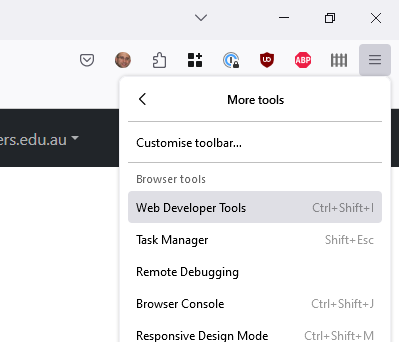 UO
ABP
More tools
ers.edu.au
Customise toolbar...
Browser tools
Web Developer Tools Ctrl+Shift+I
Task Manager Shift+Esc
Remote Debugging
Browser Console Ctrl+Shift+J
Responsive Design Mode Ctrl+Shift+M